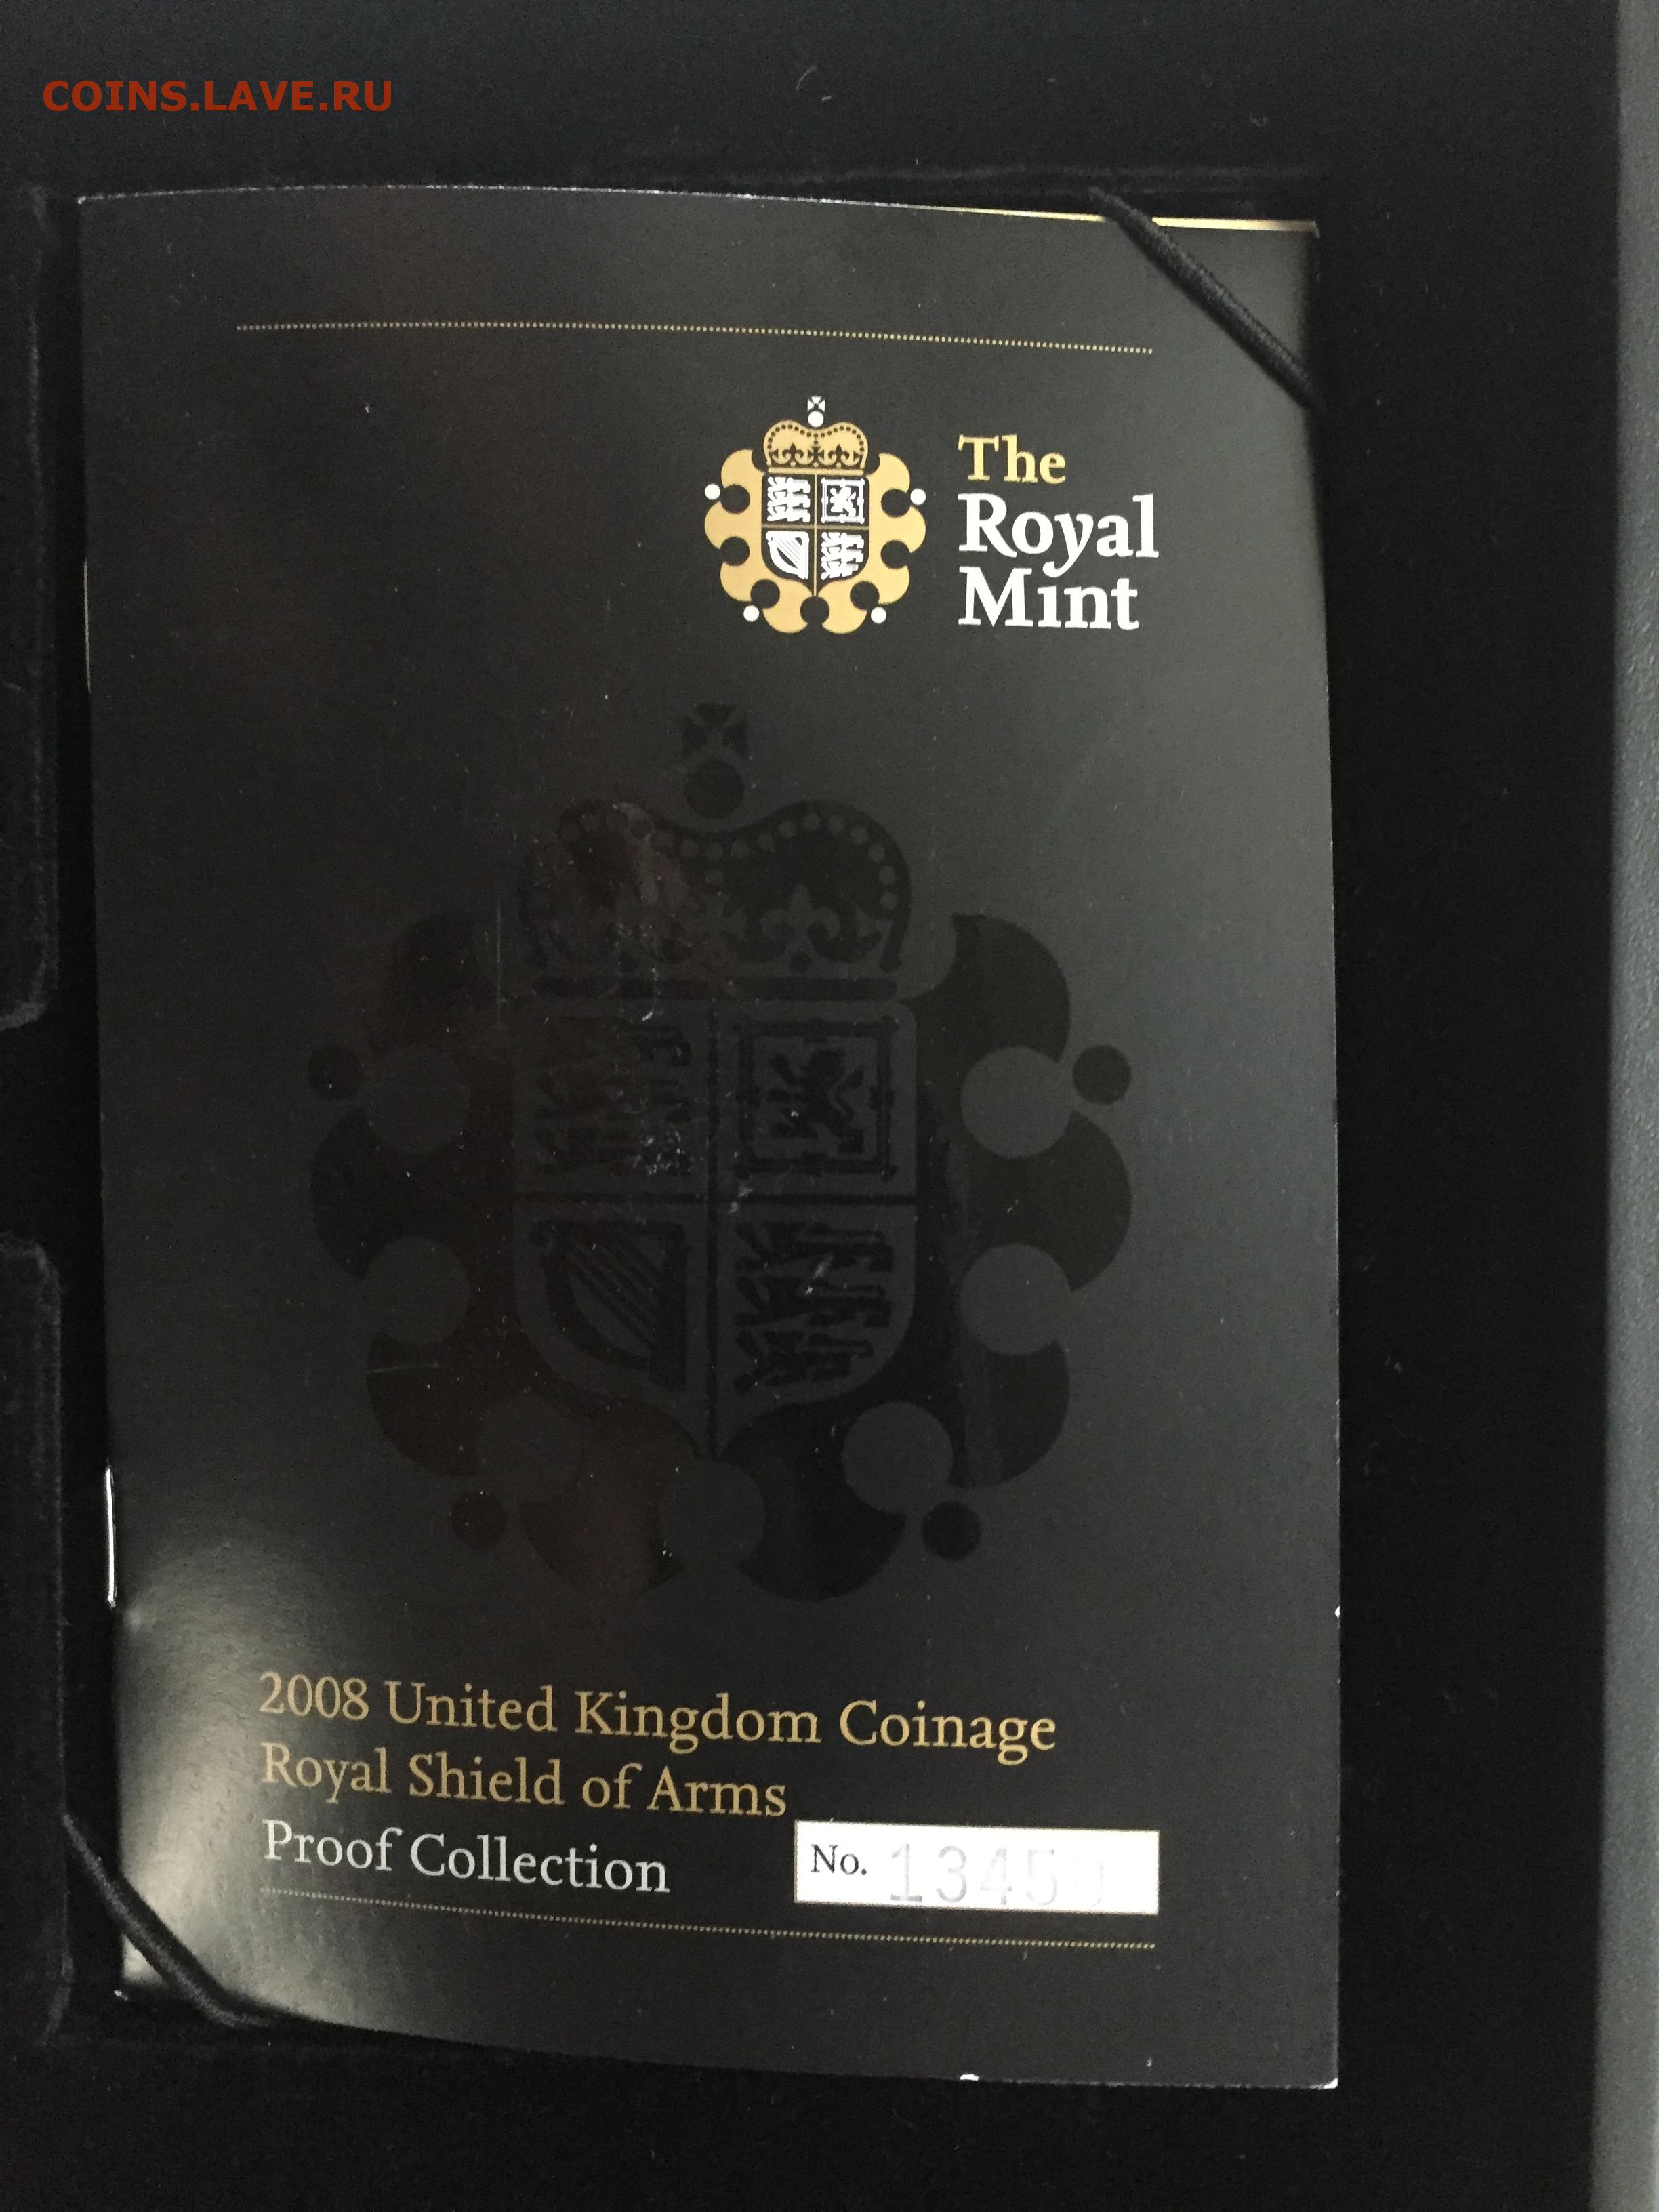 COINS.LAVE.RU
The
Royal
Mint
2008 United Kingdom Coinage
Royal Shield of Arms
Proof Collection
No.